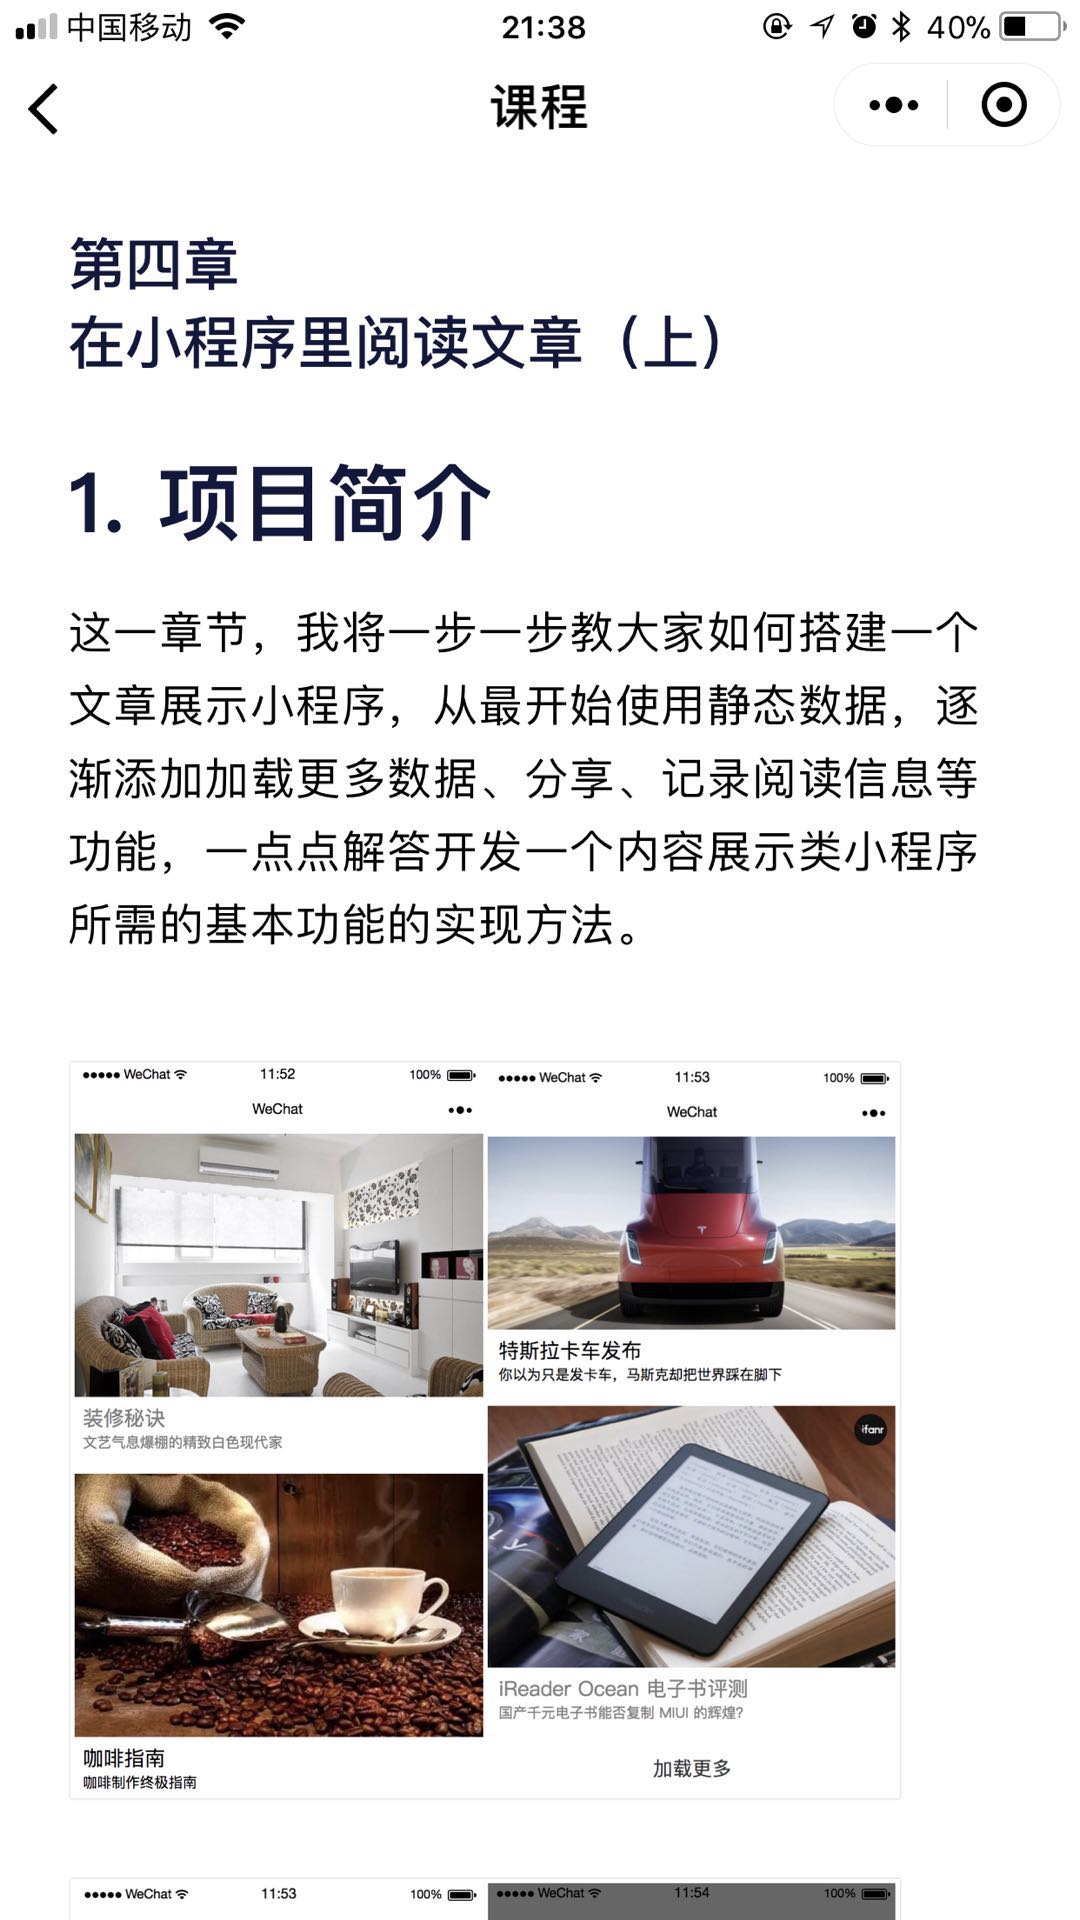 中国移动 21:38 40%
课程
第四章
在小程序里阅读文章（上）
1. 项目简介
这一章节，我将一步一步教大家如何搭建一个
文章展示小程序，从最开始使用静态数据，逐
渐添加加载更多数据、分享、记录阅读信息等
功能，一点点解答开发一个内容展示类小程序
所需的基本功能的实现方法。
WeChat 11:52 100%
WeChat
装修秘诀
文艺气息爆棚的精致白色现代家
咖啡指南
咖啡制作终极指南
WeChat 11:53 100%
WeChat
特斯拉卡车发布
你以为只是发卡车，马斯克却把世界踩在脚下
ifanr
iReader Ocean 电子书评测
国产千元电子书能否复制 MIUI 的辉煌?
加载更多
WeChat 11:53 100%
WeChat 11:54 100%